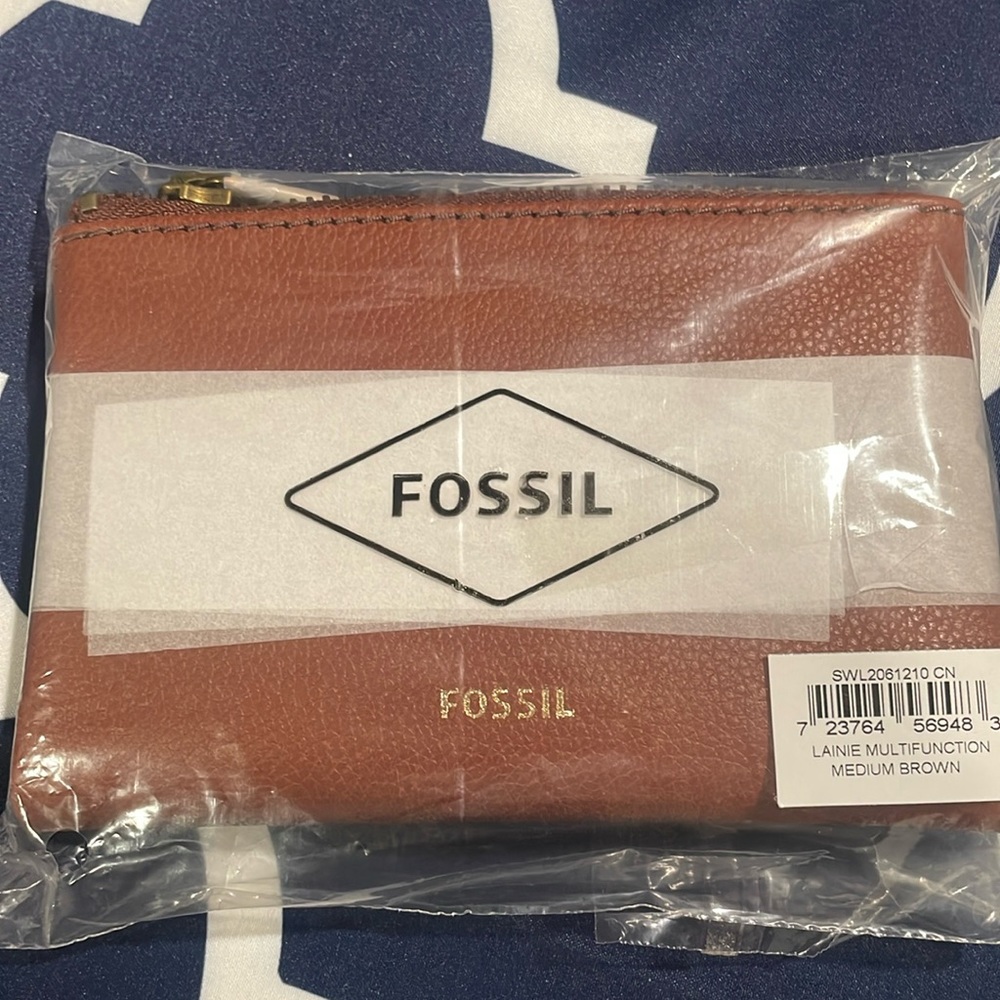 FOSSIL
FOSSIL
SWL2061210 CN
7 23764 56948 3
LAINIE MULTIFUNCTION
MEDIUM BROWN